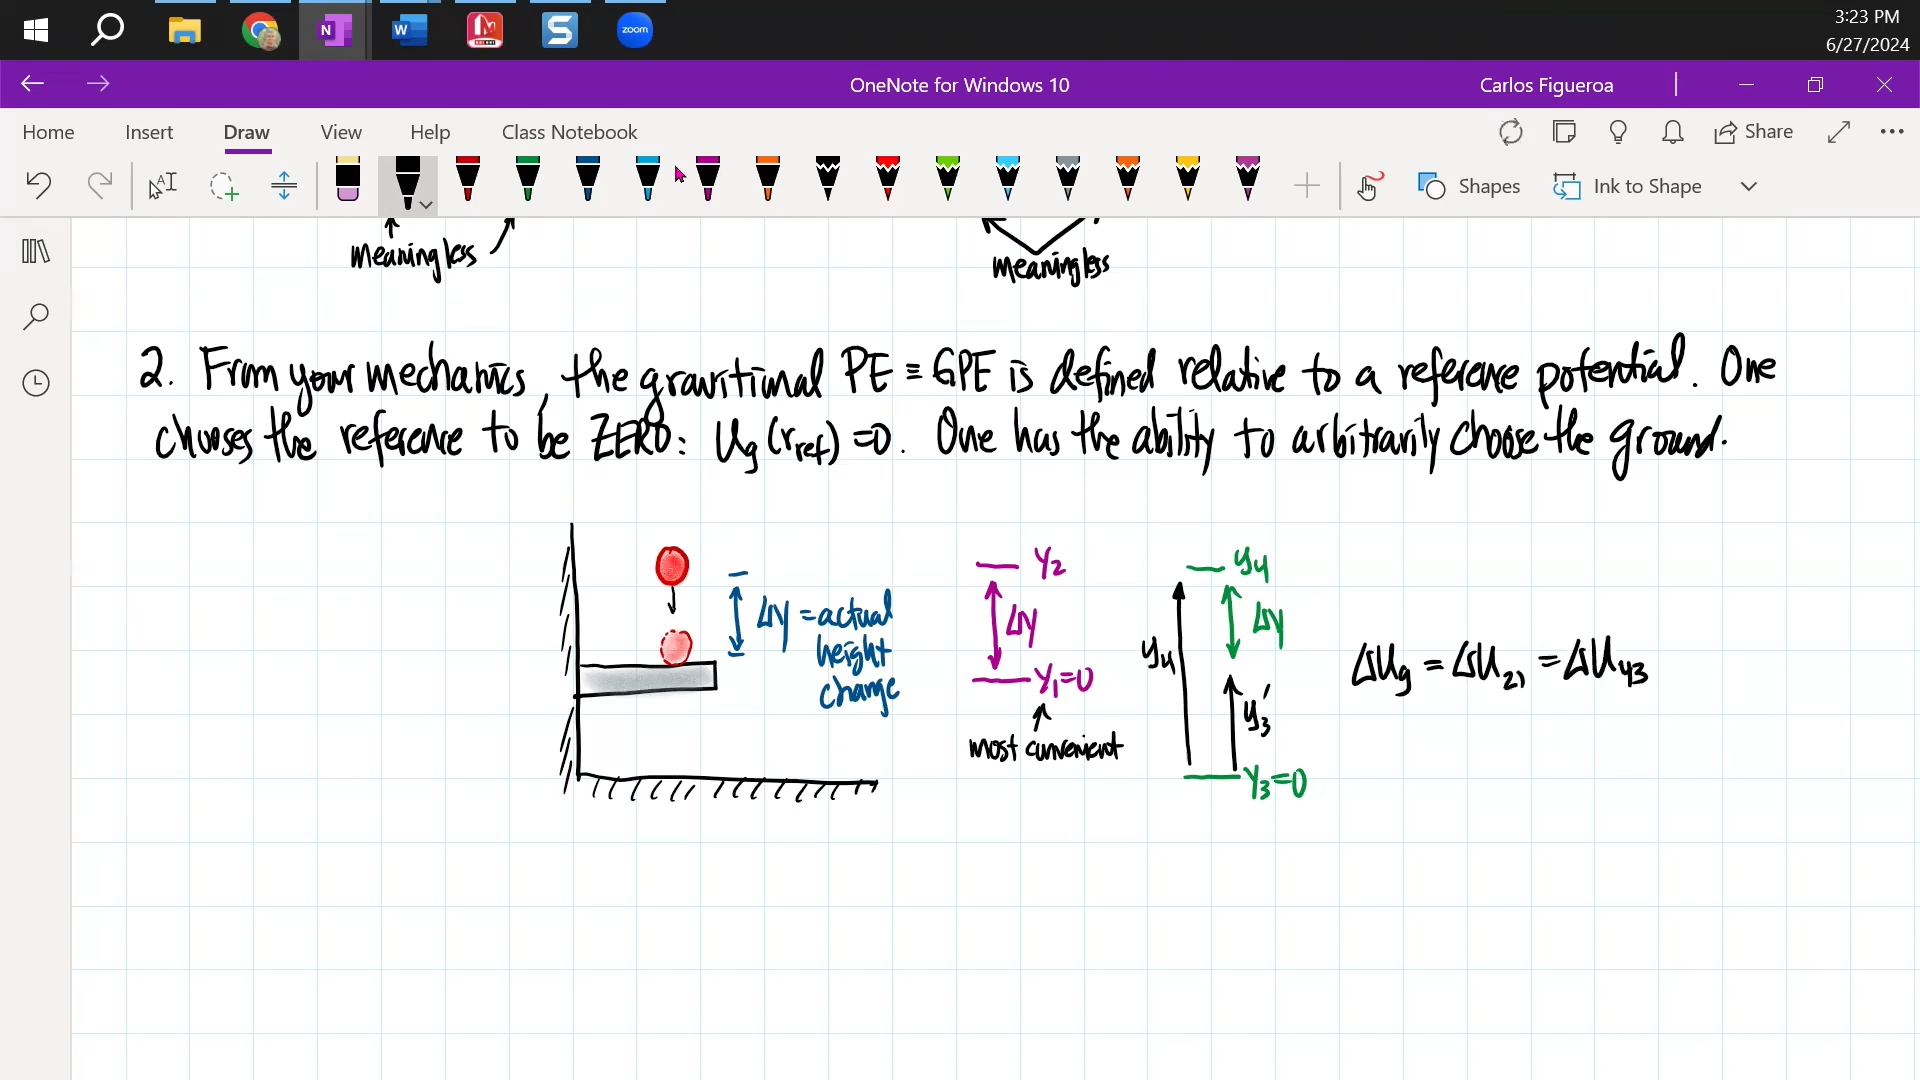 3:23 PM
6/27/2024
N
W
S
zoom
OneNote for Windows 10
Carlos Figueroa
Home Insert Draw View Help Class Notebook
Share
Shapes
Ink to Shape
meaningless
meaningless
2. From your mechanics, the gravitional PE ≡ GPE is defined relative to a reference potential. One
chooses the reference to be ZERO: Ug(rref) = 0. One has the ability to arbitrarily choose the ground.
Δy = actual
height
change
y2
Δy
y1=0
most convenient
y4
Δy
y4
y3'
y3=0
ΔUg = ΔU21 = ΔU43